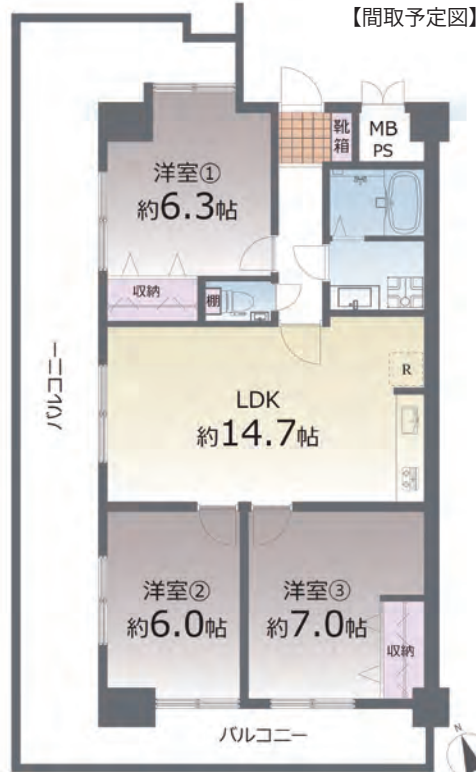 【間取予定図】
靴箱
MB
PS
洋室①
約6.3帖
収納
棚
バルコニー
LDK
約14.7帖
R
洋室②
約6.0帖
洋室③
約7.0帖
収納
バルコニー
N